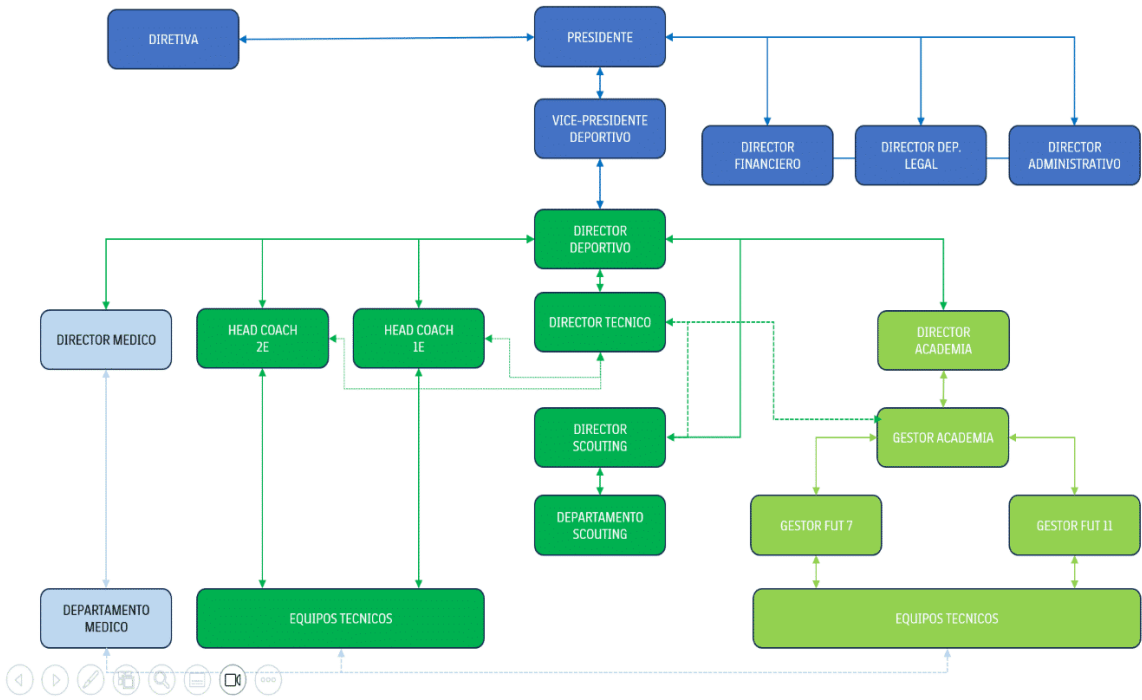 DIRETIVA
PRESIDENTE
VICE-PRESIDENTE
DEPORTIVO
DIRECTOR
FINANCIERO
DIRECTOR DEP.
LEGAL
DIRECTOR
ADMINISTRATIVO
DIRECTOR
DEPORTIVO
DIRECTOR MEDICO
HEAD COACH
2E
HEAD COACH
1E
DIRECTOR TECNICO
DIRECTOR
ACADEMIA
DIRECTOR
SCOUTING
GESTOR ACADEMIA
DEPARTAMENTO
SCOUTING
GESTOR FUT 7
GESTOR FUT 11
DEPARTAMENTO
MEDICO
EQUIPOS TECNICOS
EQUIPOS TECNICOS